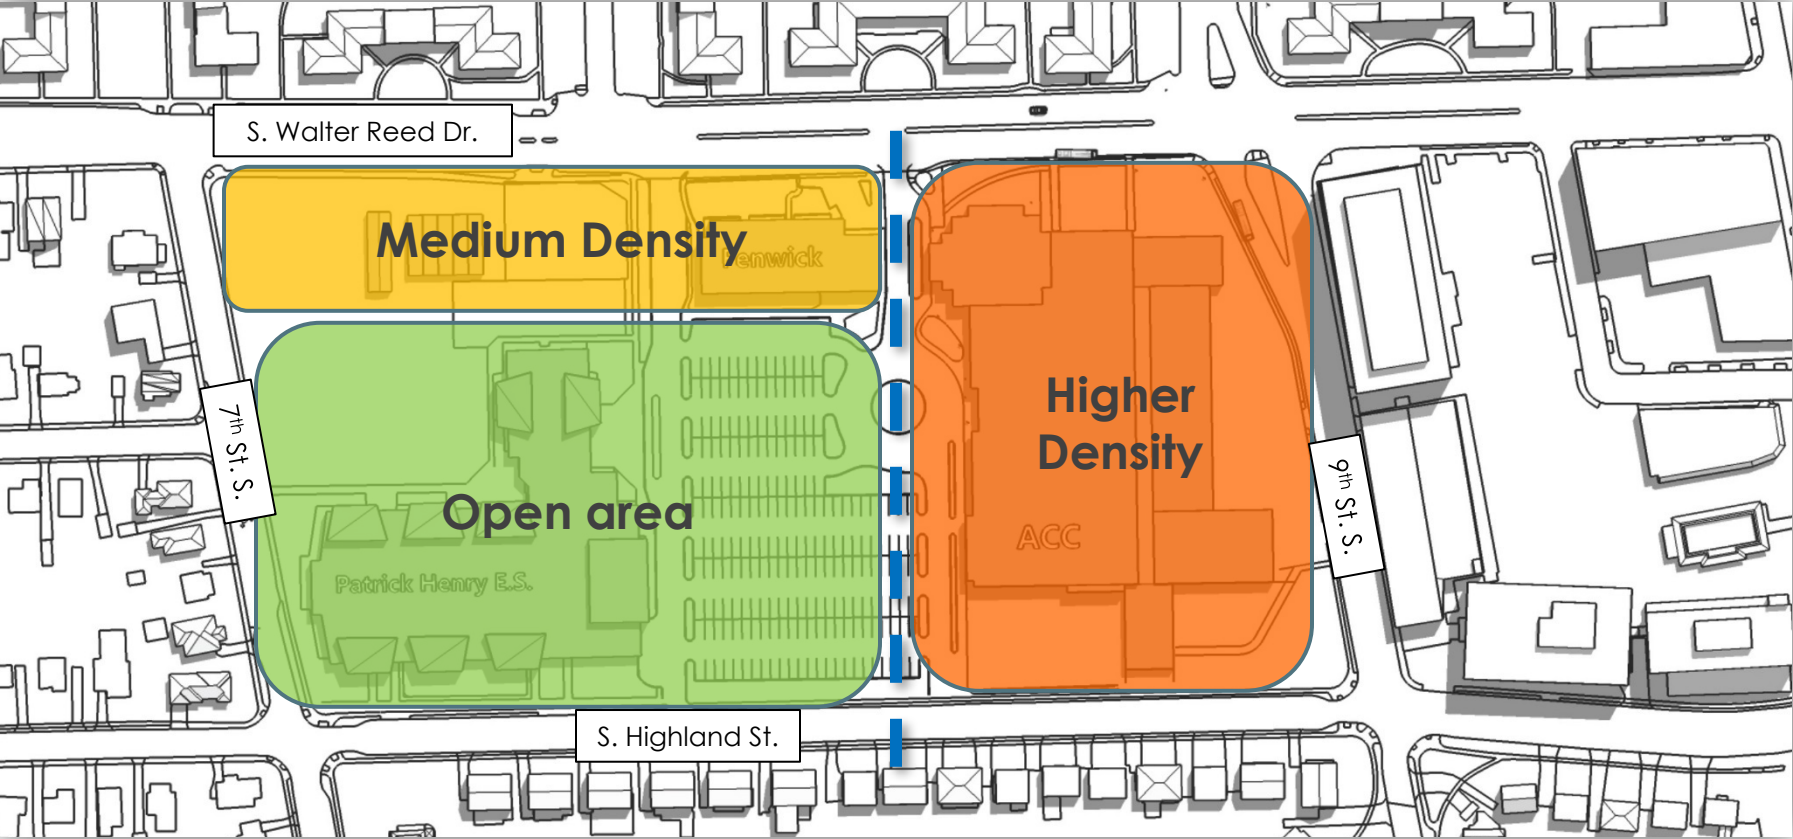 S. Walter Reed Dr.
Medium Density
Fenwick
7th St. S.
Higher
Density
Open area
9th St. S.
ACC
Patrick Henry E.S.
S. Highland St.